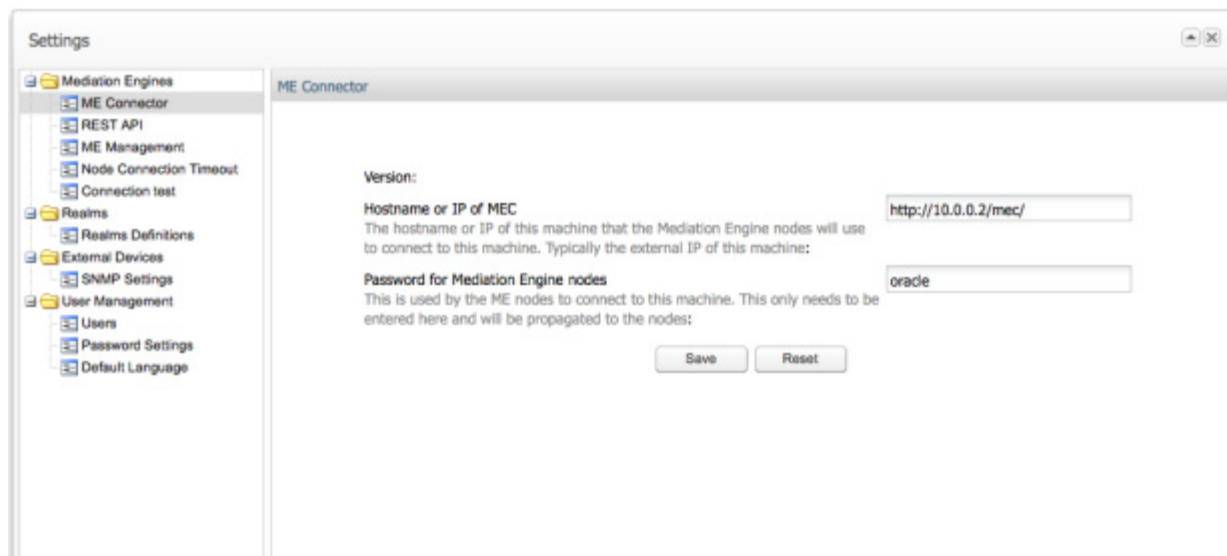 Settings
Mediation Engines
ME Connector
REST API
ME Management
Node Connection Timeout
Connection test
Realms
Realms Definitions
External Devices
SNMP Settings
User Management
Users
Password Settings
Default Language
ME Connector
Version:
Hostname or IP of MEC
http://10.0.0.2/mec/
The hostname or IP of this machine that the Mediation Engine nodes will use
to connect to this machine. Typically the external IP of this machine:
Password for Mediation Engine nodes
oracle
This is used by the ME nodes to connect to this machine. This only needs to be
entered here and will be propagated to the nodes:
Save
Reset